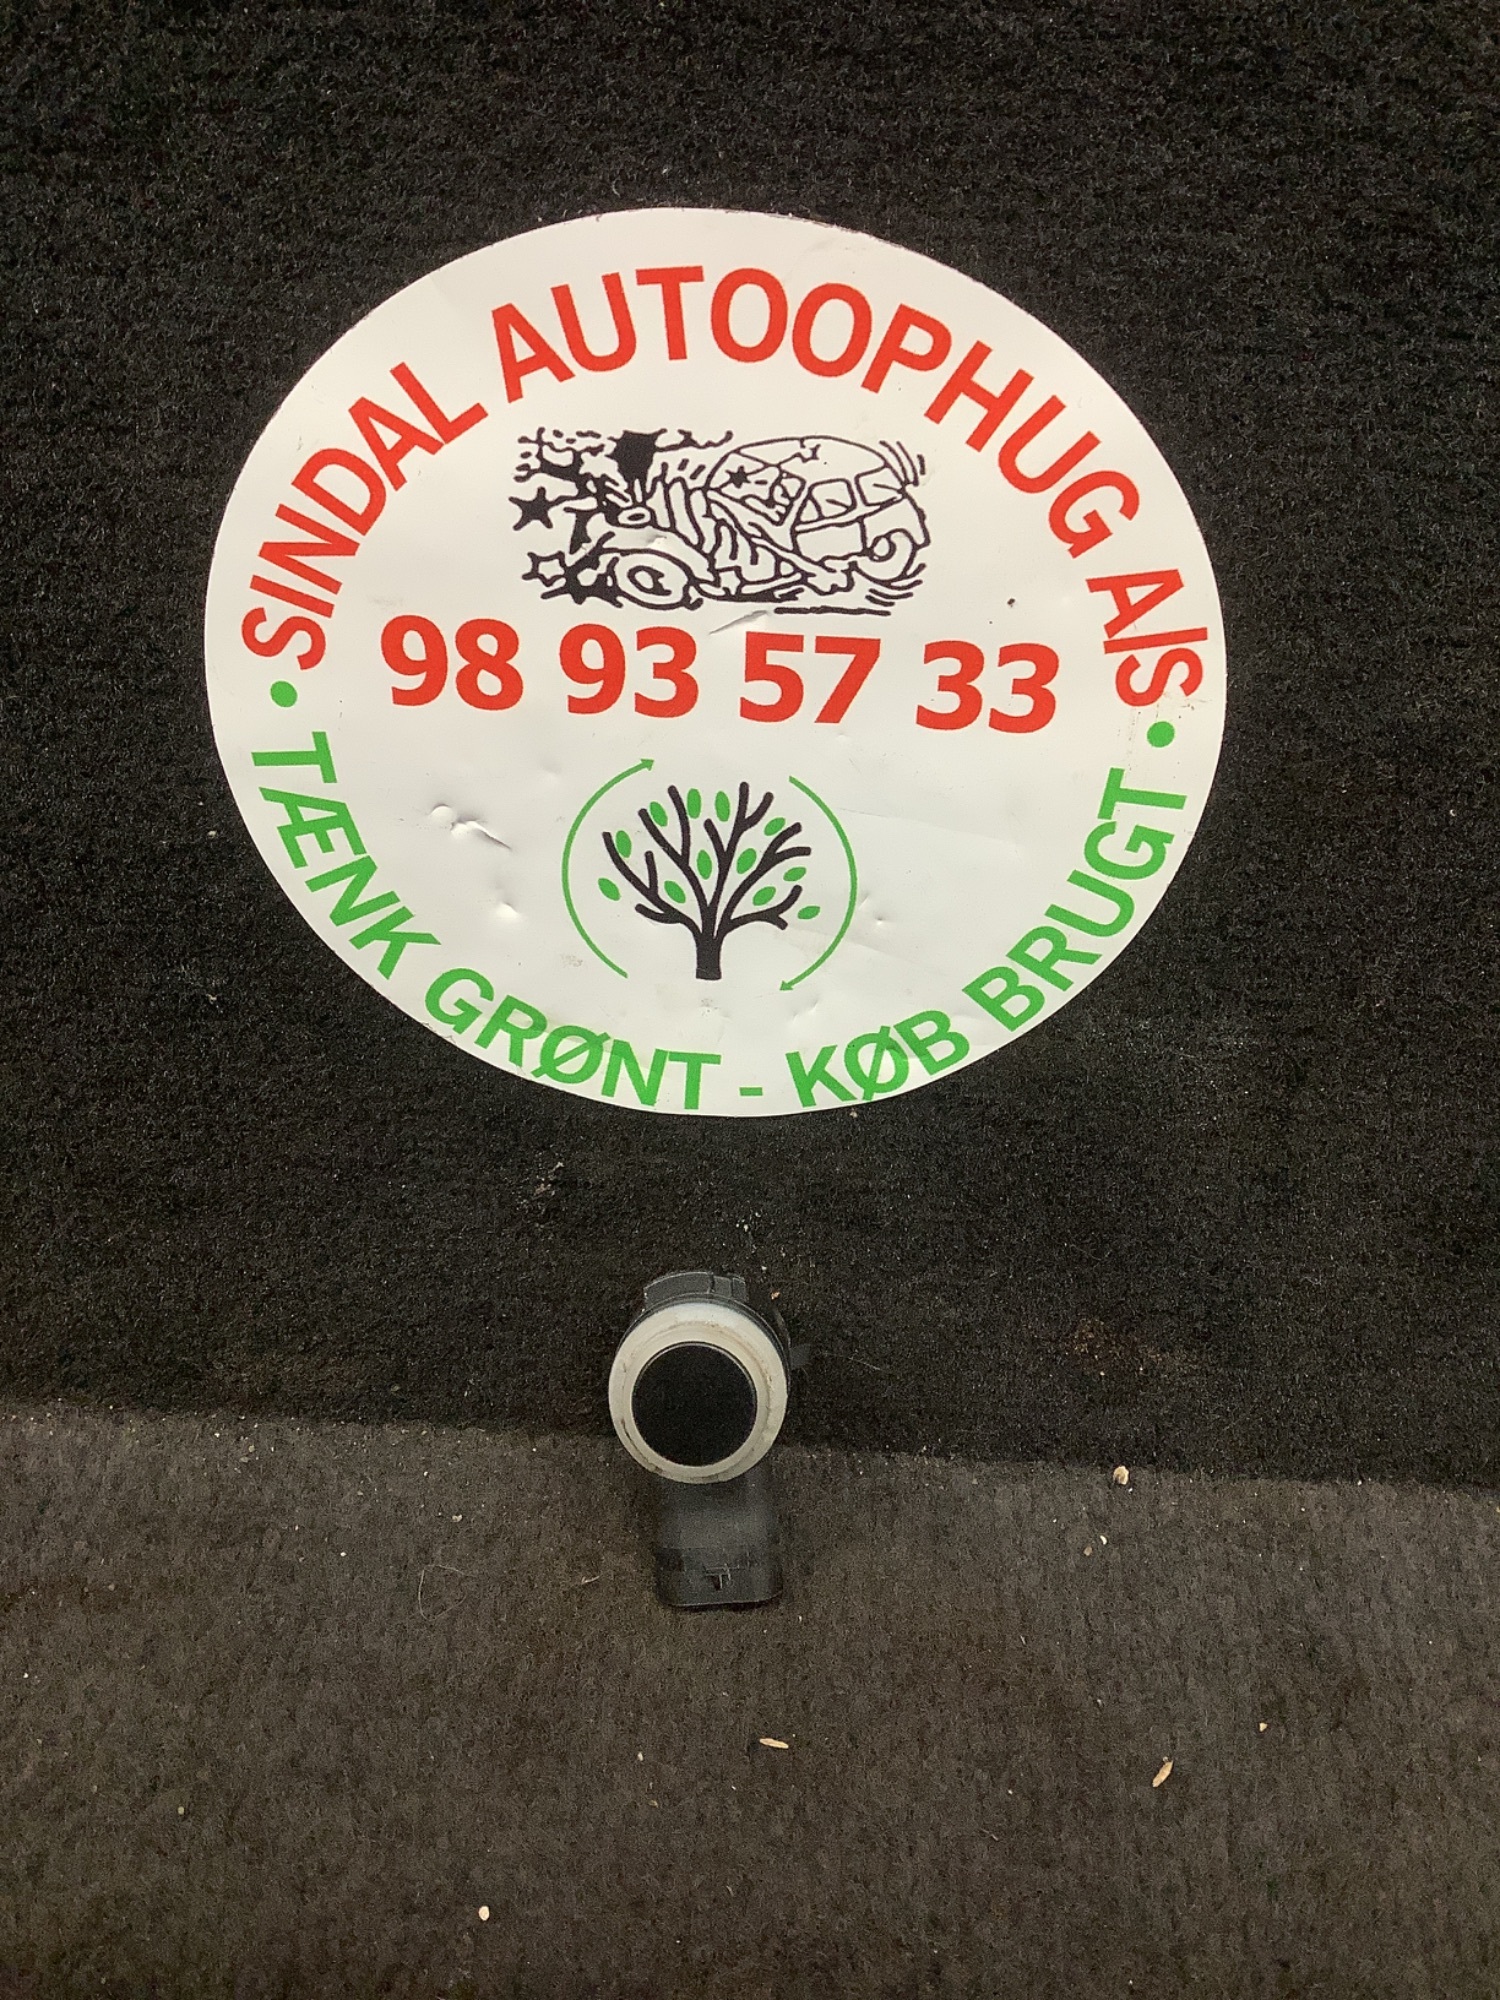 SINDAL AUTOOPHUG A/S
98 93 57 33
• TÆNK GRØNT - KØB BRUGT •